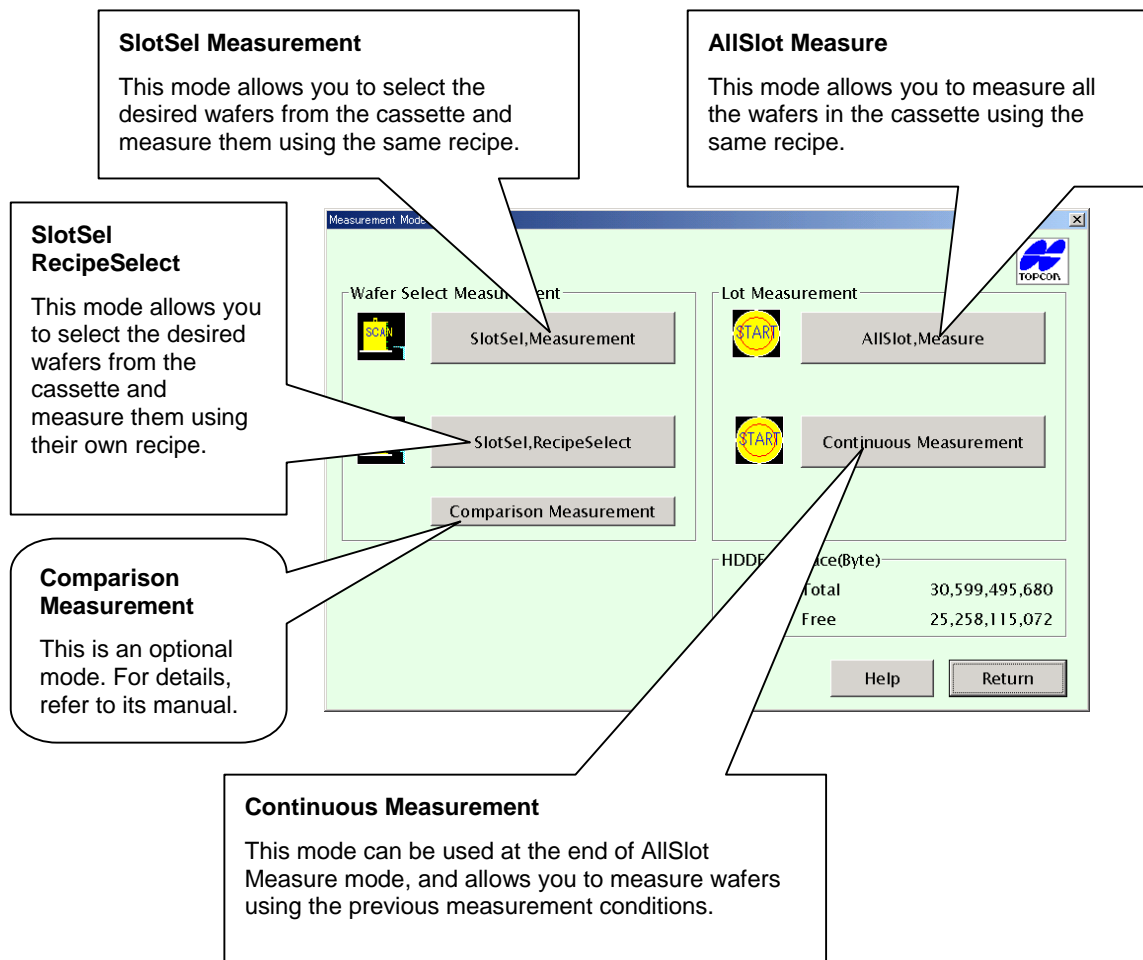 SlotSel Measurement
This mode allows you to select the
desired wafers from the cassette and
measure them using the same recipe.
AllSlot Measure
This mode allows you to measure all
the wafers in the cassette using the
same recipe.
SlotSel
RecipeSelect
This mode allows you
to select the desired
wafers from the
cassette and
measure them using
their own recipe.
Measurement Mode
TOPCON
Wafer Select Measurement
Lot Measurement
SCAN
SlotSel,Measurement
START
AllSlot,Measure
SlotSel,RecipeSelect
START
Continuous Measurement
Comparison Measurement
Comparison
Measurement
This is an optional
mode. For details,
refer to its manual.
(Byte)
Total 30,599,495,680
Free 25,258,115,072
Help Return
Continuous Measurement
This mode can be used at the end of AllSlot
Measure mode, and allows you to measure wafers
using the previous measurement conditions.